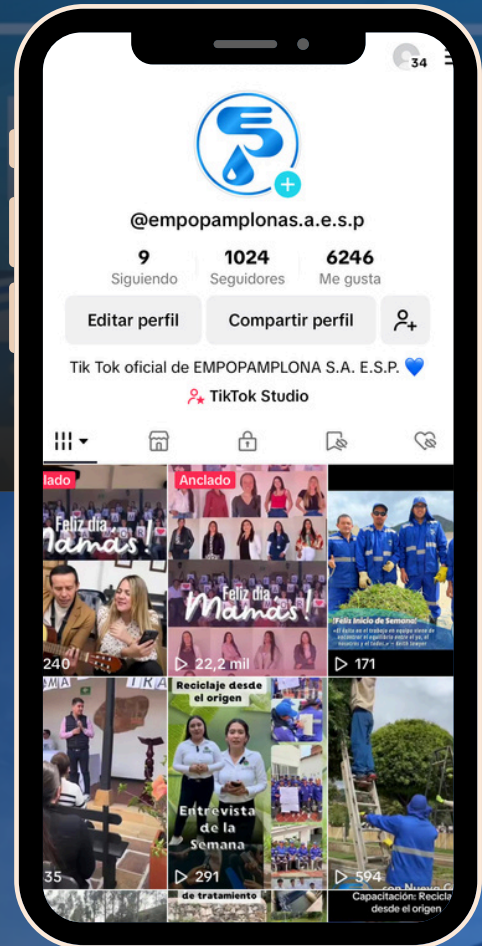 34
@empopamplonas.a.e.s.p
9 1024 6246
Siguiendo Seguidores Me gusta
Editar perfil Compartir perfil
Tik Tok oficial de EMPOPAMPLONA S.A. E.S.P. 💙
TikTok Studio
lado
Feliz día
Mamás!
240
Anclado
Feliz día
Mamás!
22,2 mil
¡Feliz Inicio de Semana!
171
35
Reciclaje desde
el origen
Entrevista
de la
Semana
291
594
de tratamiento
Capacitación: Recicla
desde el origen